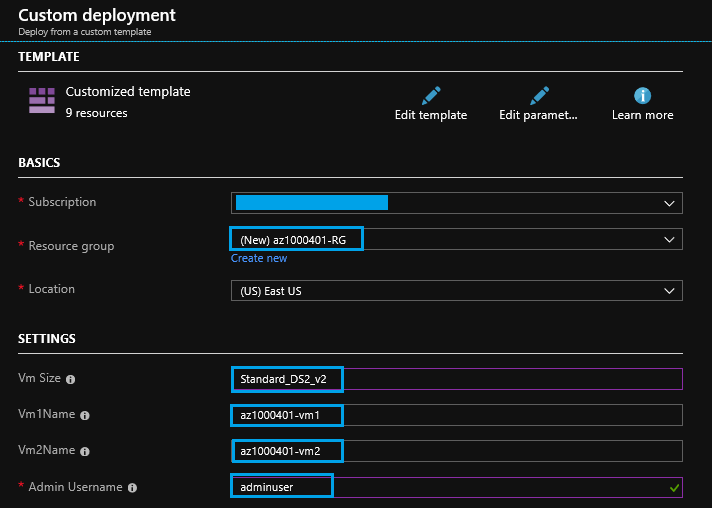 Custom deployment
Deploy from a custom template
TEMPLATE
Customized template
9 resources
Edit template
Edit paramet...
Learn more
BASICS
* Subscription
* Resource group
(New) az1000401-RG
Create new
* Location
(US) East US
SETTINGS
Vm Size
Standard_DS2_v2
Vm1Name
az1000401-vm1
Vm2Name
az1000401-vm2
* Admin Username
adminuser